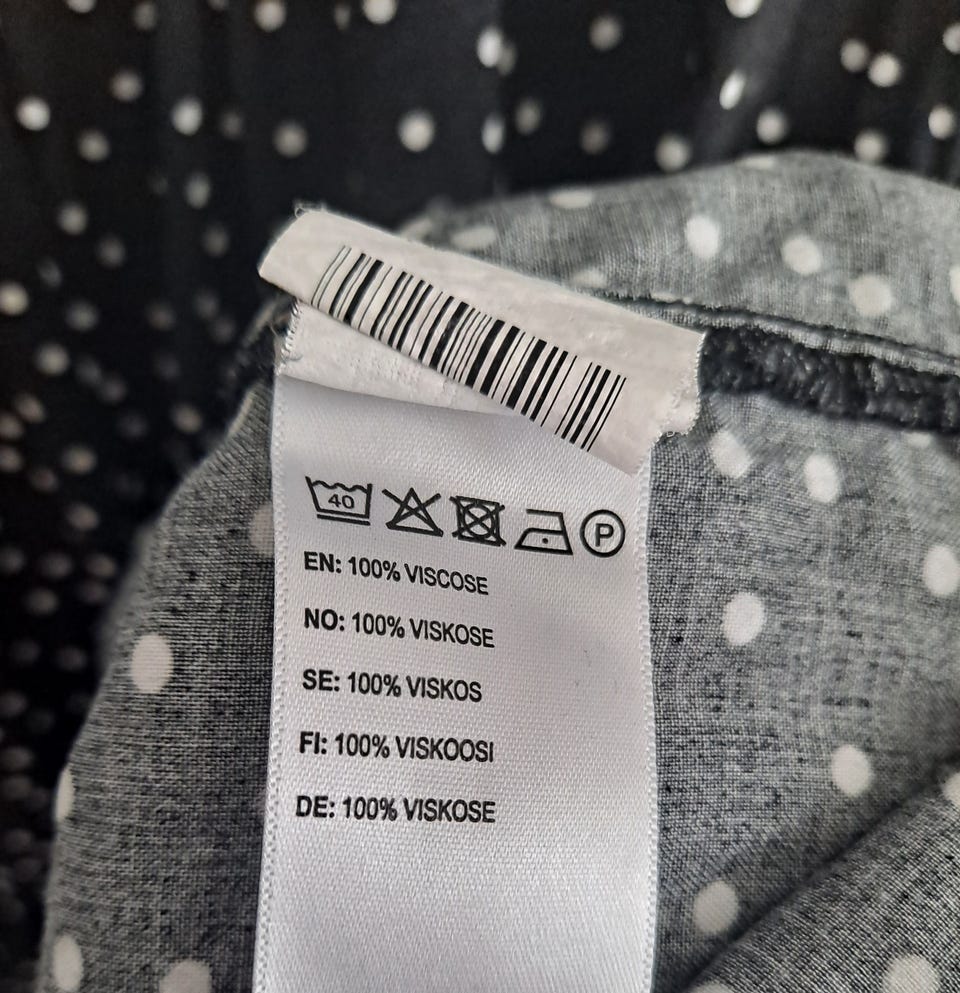 40 P
EN: 100% VISCOSE
NO: 100% VISKOSE
SE: 100% VISKOS
FI: 100% VISKOOSI
DE: 100% VISKOSE